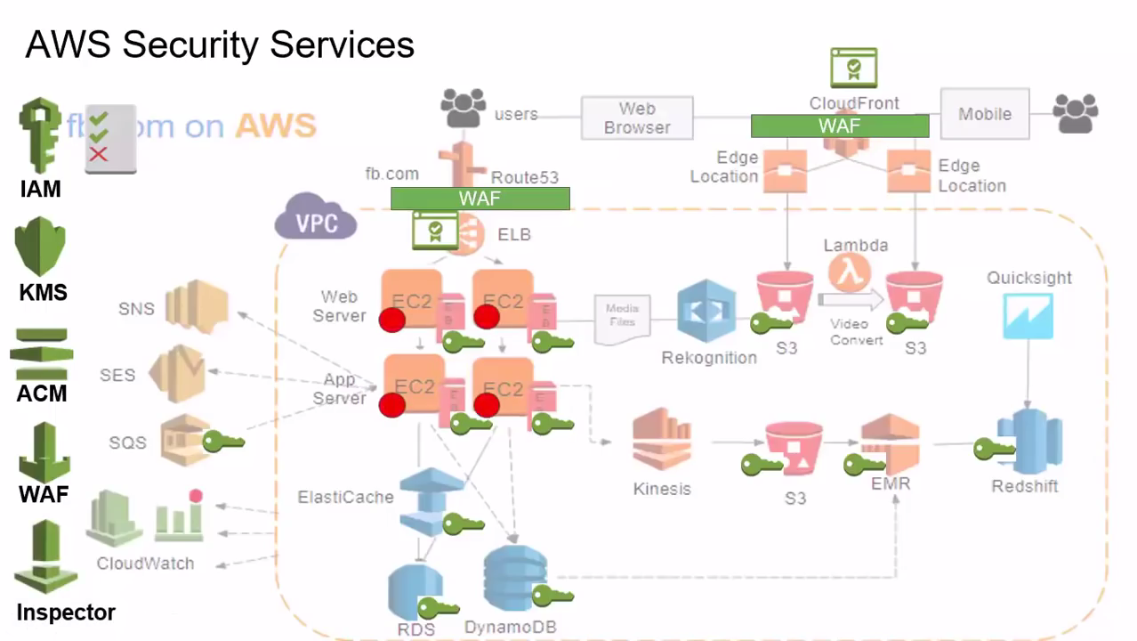 AWS Security Services
CloudFront
WAF
users
Web
Browser
Mobile
on AWS
IAM
fb.com
Route53
WAF
Edge
Location
Edge
Location
VPC
ELB
KMS
SNS
Web
Server
EC2
EC2
Media
Files
Rekognition
Lambda
Video
Convert
S3
S3
Quicksight
ACM
SES
App
Server
EC2
EC2
SQS
WAF
ElastiCache
Kinesis
S3
EMR
Redshift
CloudWatch
Inspector
RDS
DynamoDB